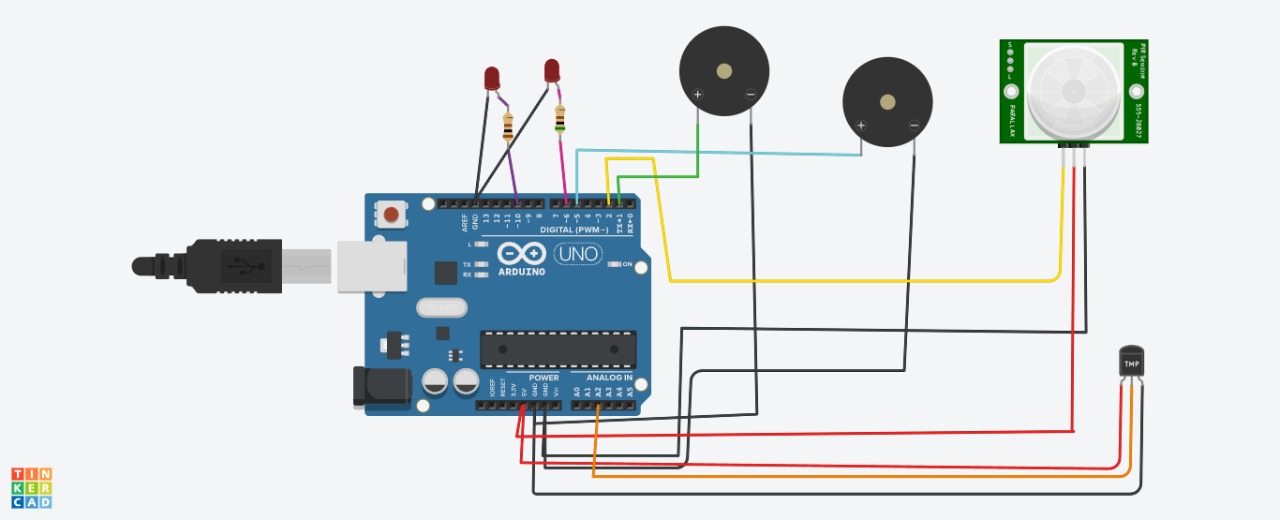 +
−
+
−
PIR Sensor
Rev B
555-28027
PARALLAX
S
L
AREF
GND
13
12
~11
~10
~9
8
7
~6
~5
4
~3
2
TX→1
RX←0
DIGITAL (PWM~)
L
TX
RX
ARDUINO
UNO
ON
TMP
POWER
ANALOG IN
IOREF
RESET
3.3V
5V
GND
GND
Vin
A0
A1
A2
A3
A4
A5
TIN
KER
CAD